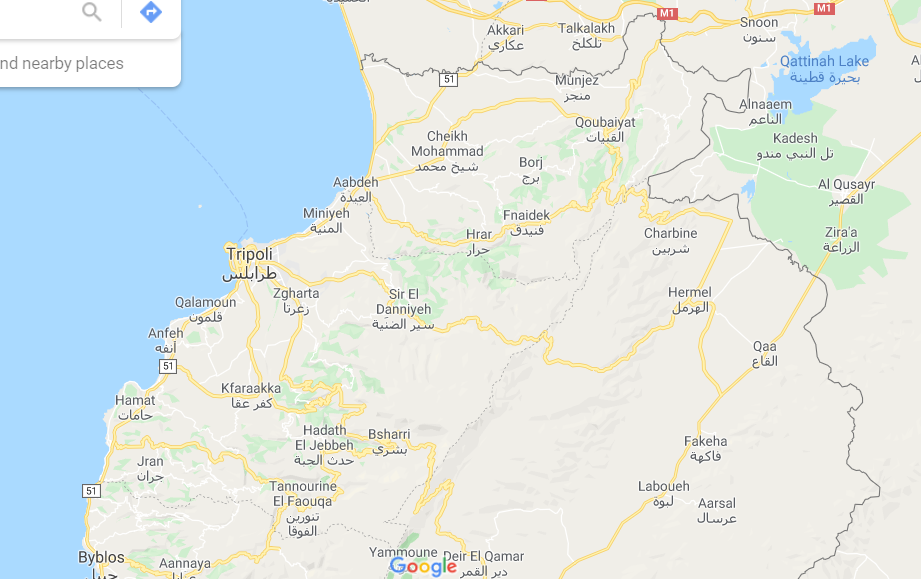 nd nearby places
M1
M1
Akkari
عكاري
Talkalakh
تلكلخ
Snoon
سنون
Qattinah Lake
بحيرة قطينة
51
Munjez
منجز
Alnaaem
الناعم
Qoubaiyat
القبيات
Cheikh
Mohammad
شيخ محمد
Kadesh
تل النبي مندو
Borj
برج
Aabdeh
العبدة
Al Qusayr
القصير
Miniyeh
المنية
Fnaidek
فنيدق
Hrar
حرار
Charbine
شربين
Zira'a
الزراعة
Tripoli
طرابلس
Zgharta
زغرتا
Sir El
Danniyeh
سير الضنية
Hermel
الهرمل
Qalamoun
قلمون
Anfeh
أنفه
51
Qaa
القاع
Kfaraakka
كفر عقا
Hamat
حامات
Hadath
El Jebbeh
حدث الجبة
Bsharri
بشري
Fakeha
فاكهة
Jran
جران
51
Tannourine
El Faouqa
تنورين
الفوقا
Laboueh
لبوة
Aarsal
عرسال
Byblos
Aannaya
Yammoune
Deir El Qamar
دير القمر
Google